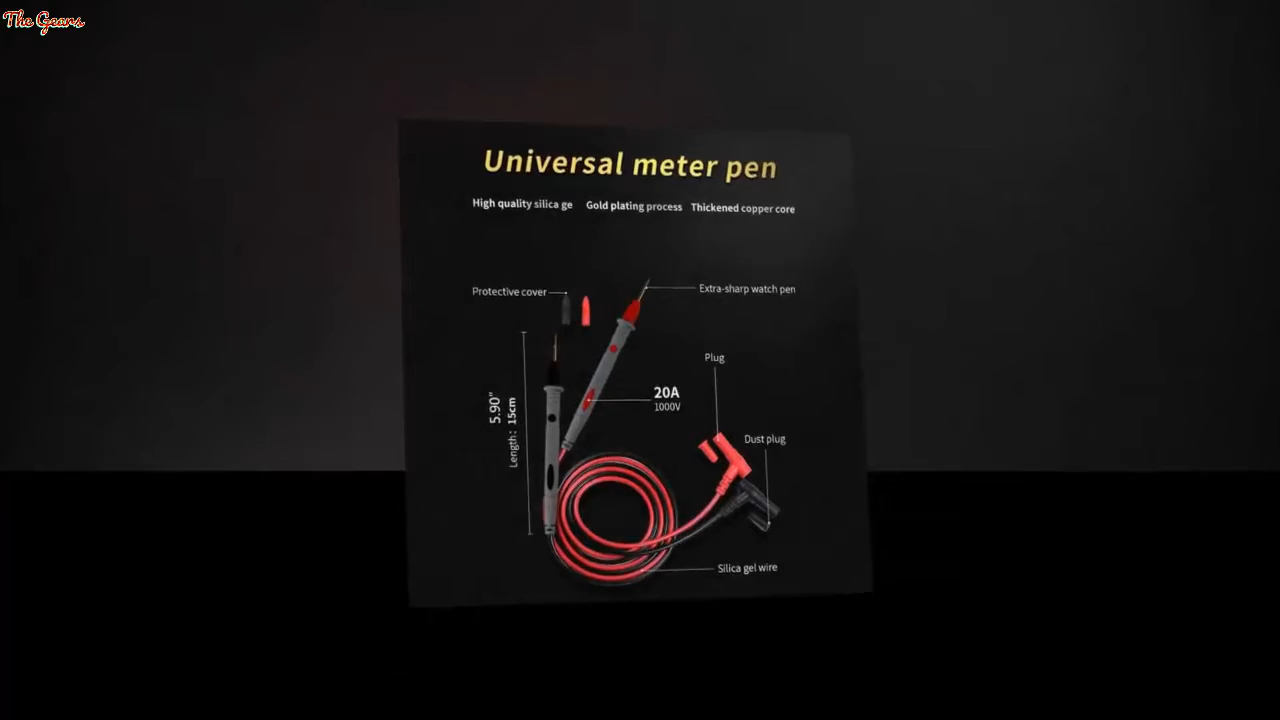 The Gears
Universal meter pen
High quality silica ge Gold plating process Thickened copper core
Protective cover
Extra-sharp watch pen
Plug
20A
1000V
5.90"
Length: 15cm
Dust plug
Silica gel wire